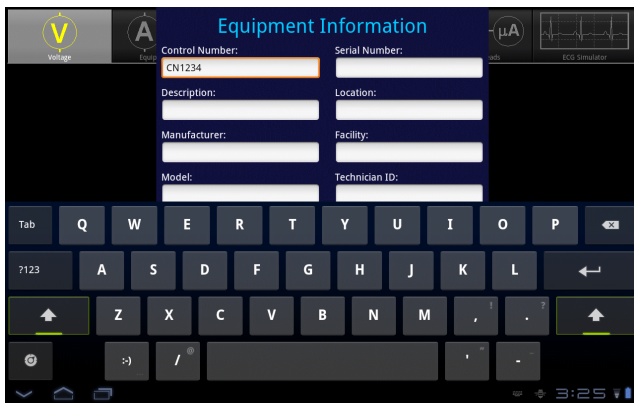 Equipment Information
V
A
μA
Voltage
Equip
ads
ECG Simulator
Control Number:
Serial Number:
CN1234
Description:
Location:
Manufacturer:
Facility:
Model:
Technician ID:
Tab Q W E R T Y U I O P
?123 A S D F G H J K L
Z X C V B N M , ! . ?
:-) / @ ' " - _
3:25